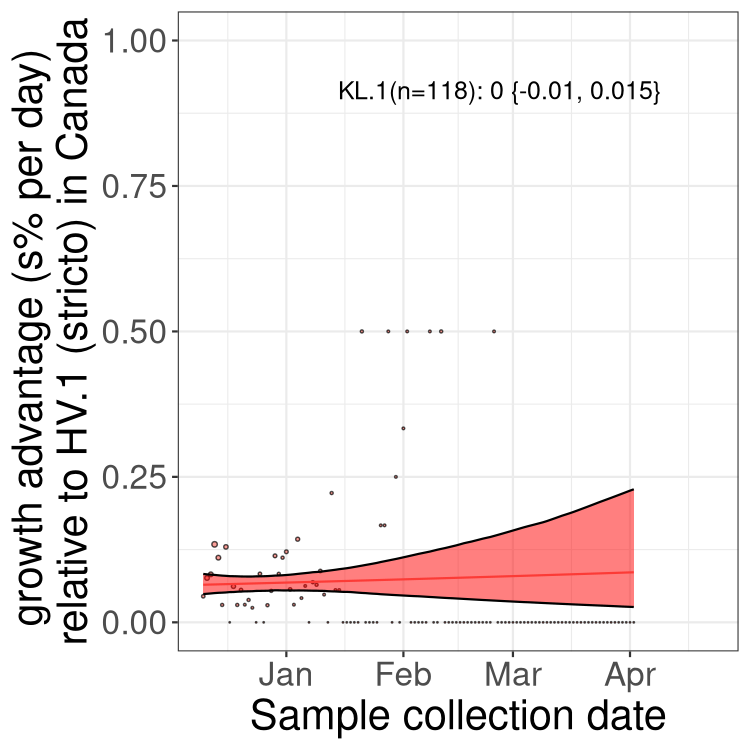 growth advantage (s% per day)
relative to HV.1 (stricto) in Canada
1.00
0.75
0.50
0.25
0.00
KL.1(n=118): 0 {-0.01, 0.015}
Jan Feb Mar Apr
Sample collection date